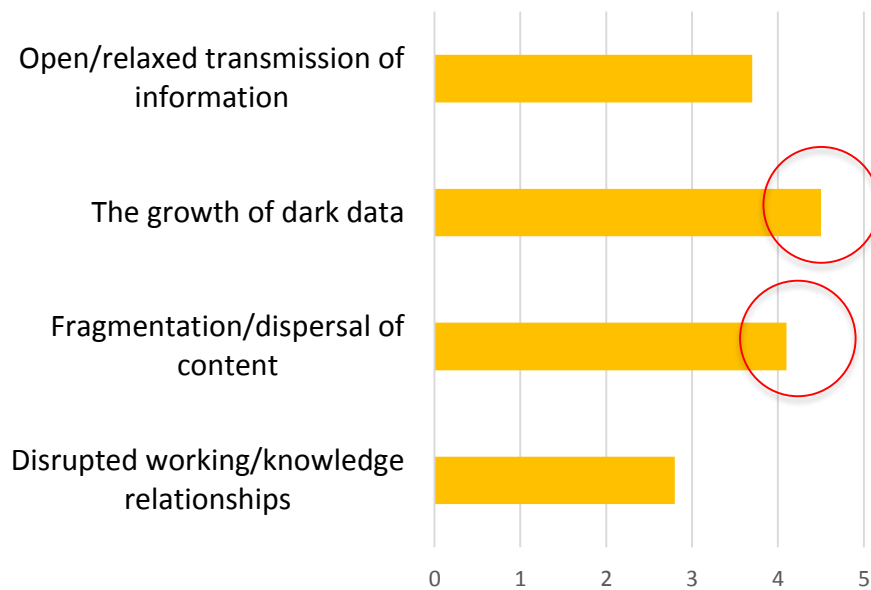 Open/relaxed transmission of
information
The growth of dark data
Fragmentation/dispersal of
content
Disrupted working/knowledge
relationships
0 1 2 3 4 5